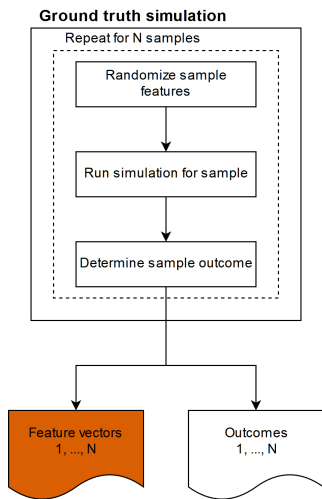 Ground truth simulation
Repeat for N samples
Randomize sample
features
Run simulation for sample
Determine sample outcome
Feature vectors
1, ..., N
Outcomes
1, ..., N